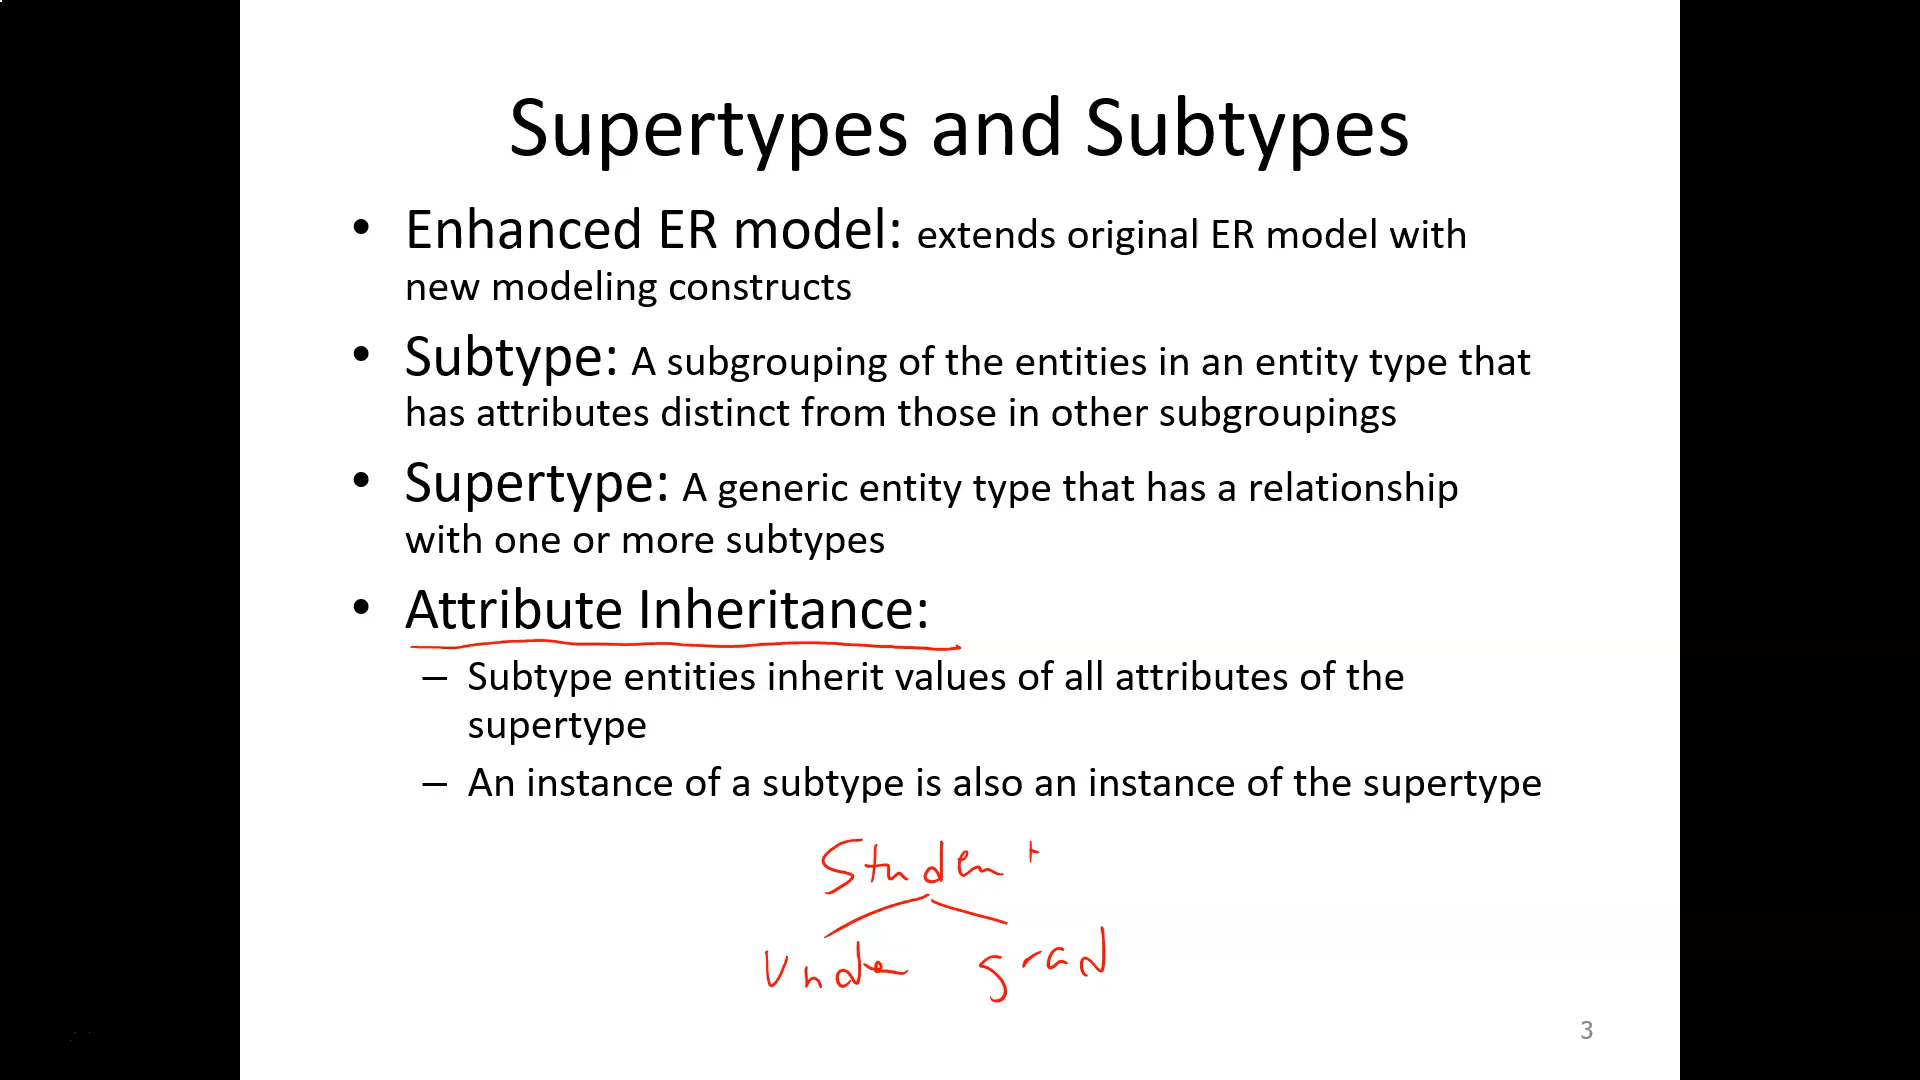 Supertypes and Subtypes
• Enhanced ER model: extends original ER model with
new modeling constructs
• Subtype: A subgrouping of the entities in an entity type that
has attributes distinct from those in other subgroupings
• Supertype: A generic entity type that has a relationship
with one or more subtypes
• Attribute Inheritance:
– Subtype entities inherit values of all attributes of the
supertype
– An instance of a subtype is also an instance of the supertype
Student
Under grad
3